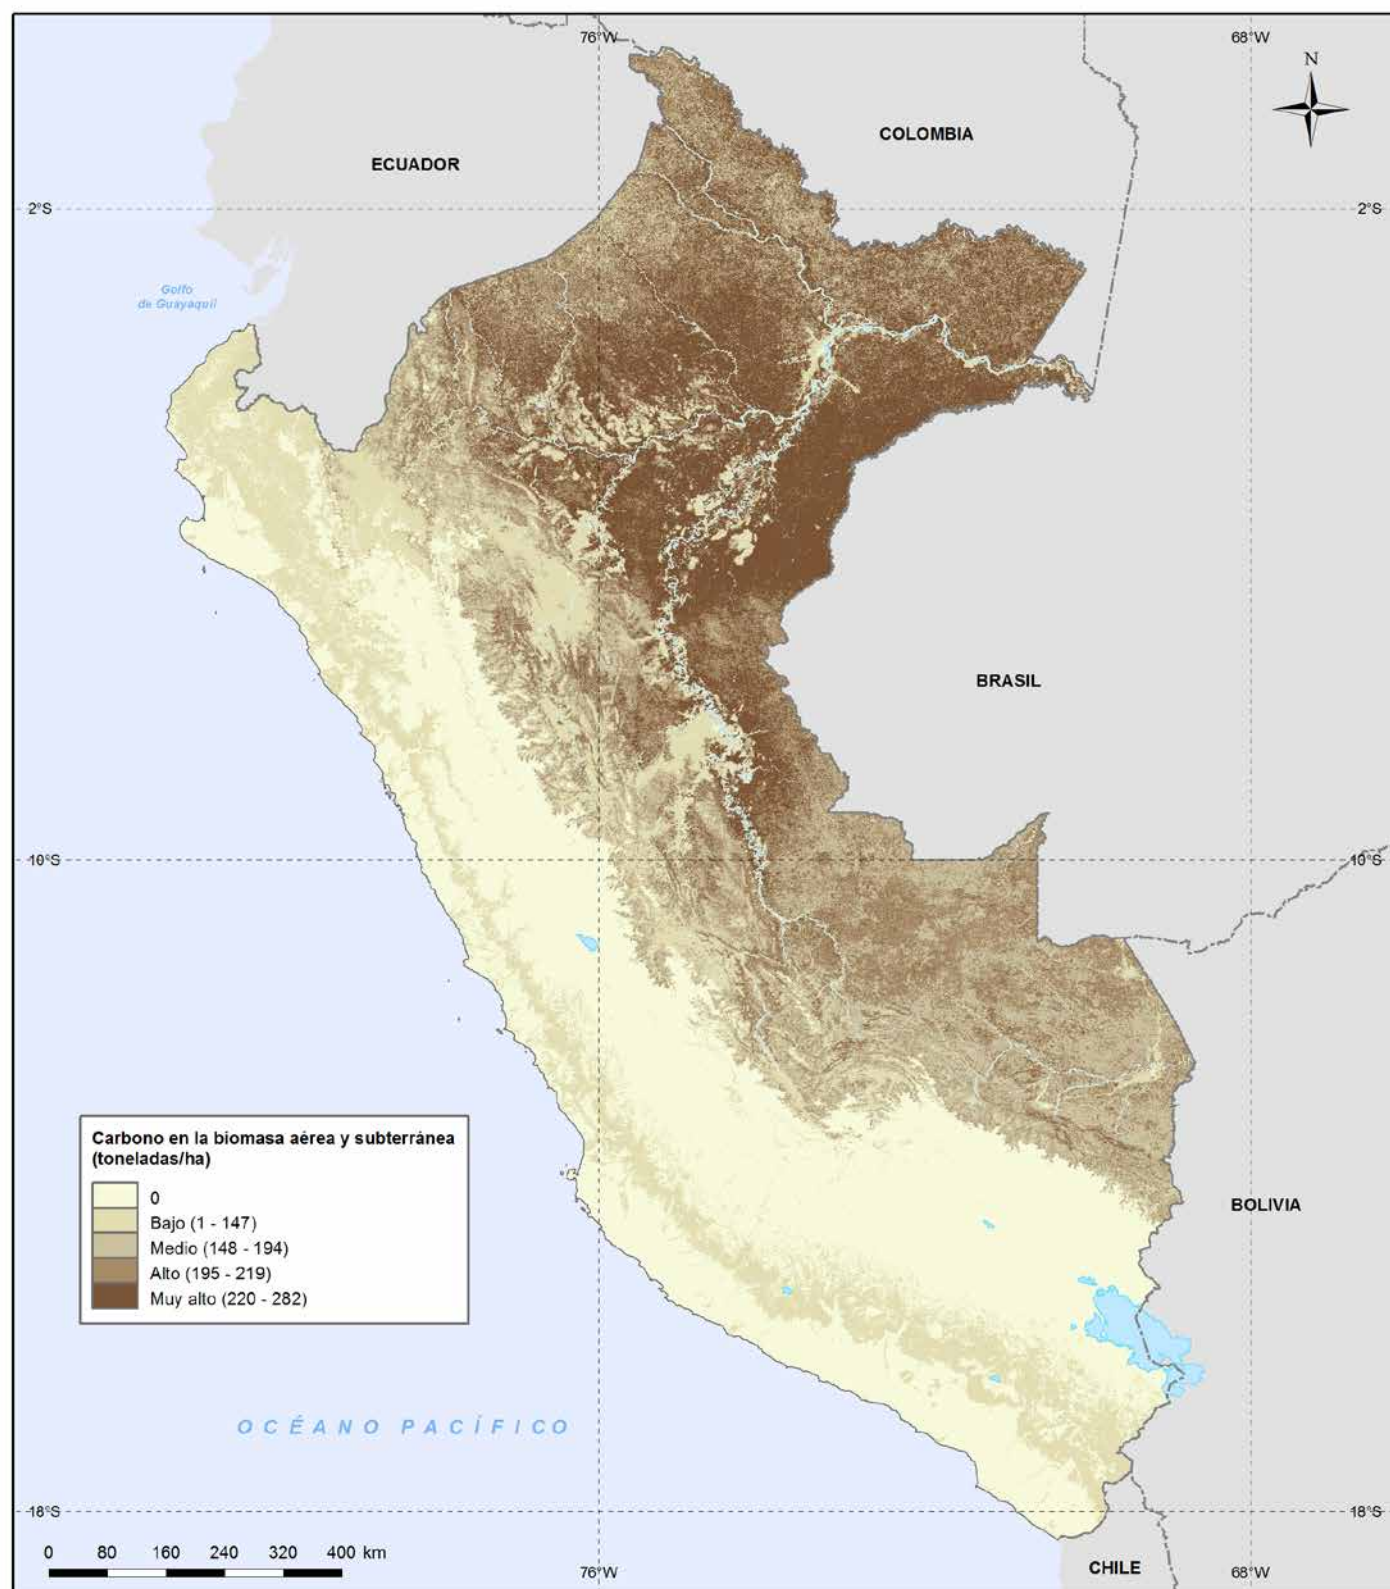 76°W
68°W
N
COLOMBIA
ECUADOR
2°S
2°S
Golfo
de Guayaquil
BRASIL
10°S
10°S
Carbono en la biomasa aérea y subterránea
(toneladas/ha)
0
Bajo (1 - 147)
Medio (148 - 194)
Alto (195 - 219)
Muy alto (220 - 282)
BOLIVIA
OCÉANO PACÍFICO
18°S
18°S
0 80 160 240 320 400 km
76°W
CHILE
68°W